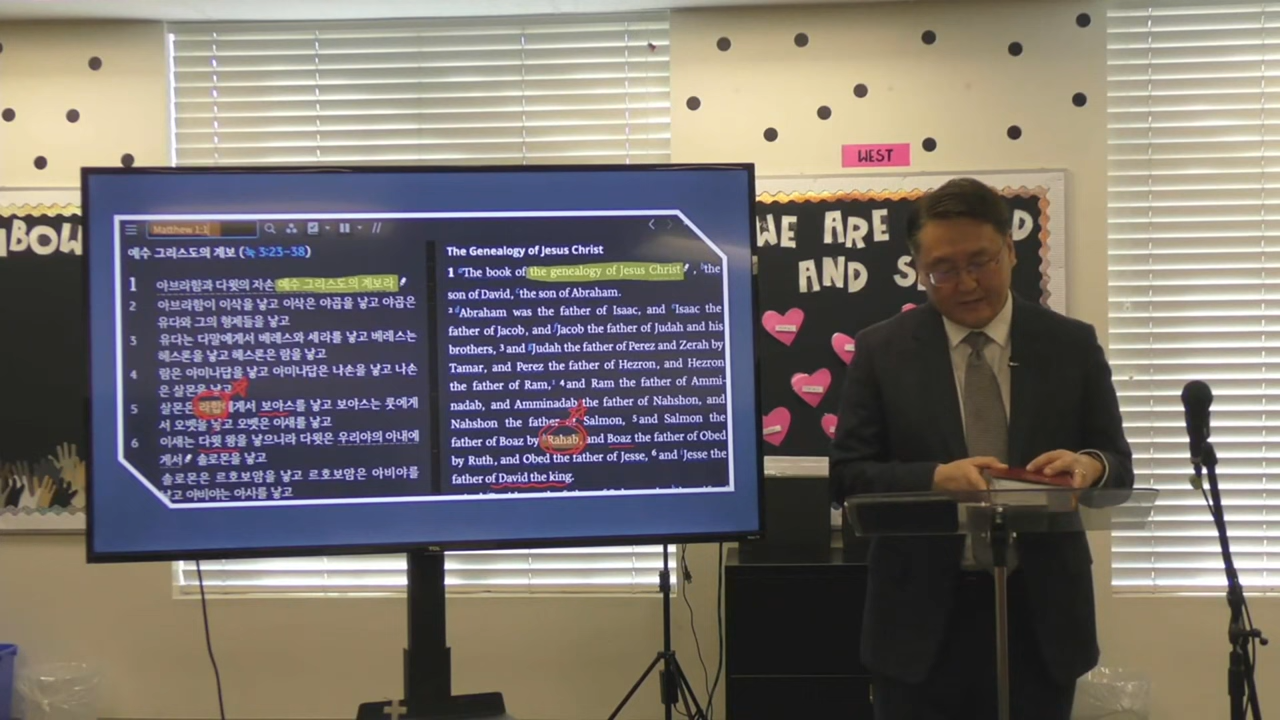 WEST
BOW
WE ARE D
AND S
Matthew 1:1
예수 그리스도의 계보 (눅 3:23-38)
1 아브라함과 다윗의 자손 예수 그리스도의 계보라
2 아브라함이 이삭을 낳고 이삭은 야곱을 낳고 야곱은
유다와 그의 형제들을 낳고
3 유다는 다말에게서 베레스와 세라를 낳고 베레스는
헤스론을 낳고 헤스론은 람을 낳고
4 람은 아미나답을 낳고 아미나답은 나손을 낳고 나손
은 살몬을 낳고
5 살몬은 라합에게서 보아스를 낳고 보아스는 룻에게
서 오벳을 낳고 오벳은 이새를 낳고
6 이새는 다윗 왕을 낳으니라 다윗은 우리야의 아내에
게서 솔로몬을 낳고
솔로몬은 르호보암을 낳고 르호보암은 아비야를
낳고 아비야는 아사를 낳고
The Genealogy of Jesus Christ
1 The book of the genealogy of Jesus Christ, the
son of David, the son of Abraham.
2 Abraham was the father of Isaac, and Isaac the
father of Jacob, and Jacob the father of Judah and his
brothers, 3 and Judah the father of Perez and Zerah by
Tamar, and Perez the father of Hezron, and Hezron
the father of Ram, 4 and Ram the father of Ammi-
nadab, and Amminadab the father of Nahshon, and
Nahshon the father of Salmon, 5 and Salmon the
father of Boaz by Rahab, and Boaz the father of Obed
by Ruth, and Obed the father of Jesse, 6 and Jesse the
father of David the king.
TCL